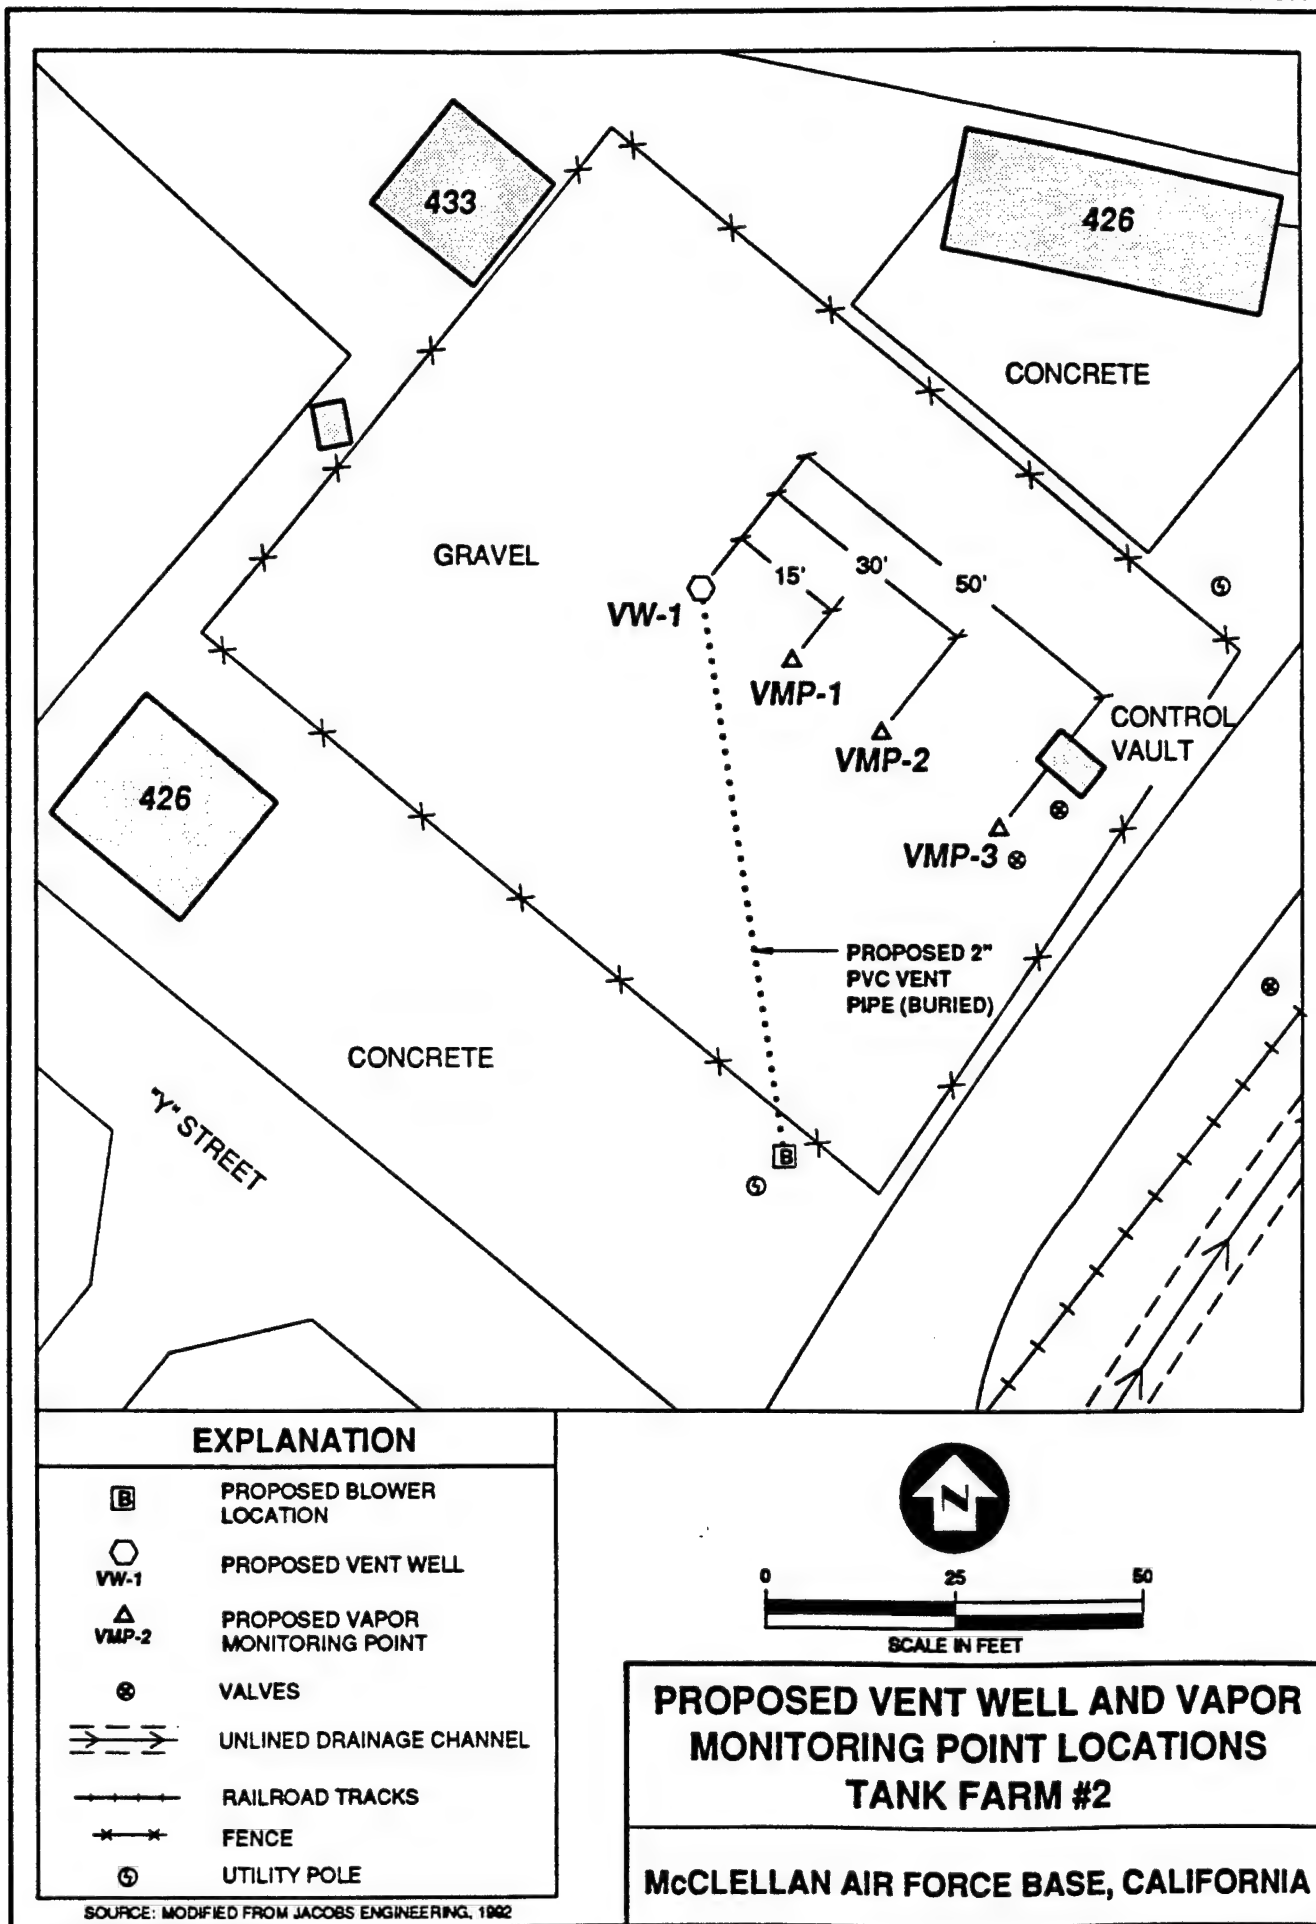 433
426
CONCRETE
GRAVEL
15'
30'
50'
VW-1
VMP-1
VMP-2
CONTROL
VAULT
VMP-3
426
PROPOSED 2"
PVC VENT
PIPE (BURIED)
CONCRETE
"Y" STREET
B
EXPLANATION
B
PROPOSED BLOWER
LOCATION
VW-1
PROPOSED VENT WELL
VMP-2
PROPOSED VAPOR
MONITORING POINT
VALVES
UNLINED DRAINAGE CHANNEL
RAILROAD TRACKS
FENCE
UTILITY POLE
SOURCE: MODIFIED FROM JACOBS ENGINEERING, 1992
N
0 25 50
SCALE IN FEET
PROPOSED VENT WELL AND VAPOR
MONITORING POINT LOCATIONS
TANK FARM #2
McCLELLAN AIR FORCE BASE, CALIFORNIA